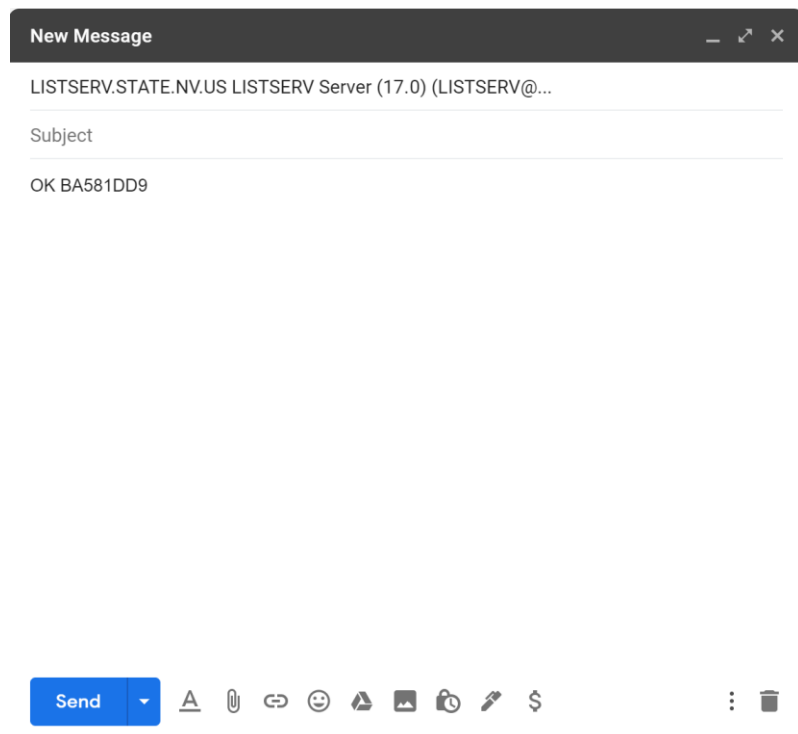 New Message
LISTSERV.STATE.NV.US LISTSERV Server (17.0) (LISTSERV@...
Subject
OK BA581DD9
Send